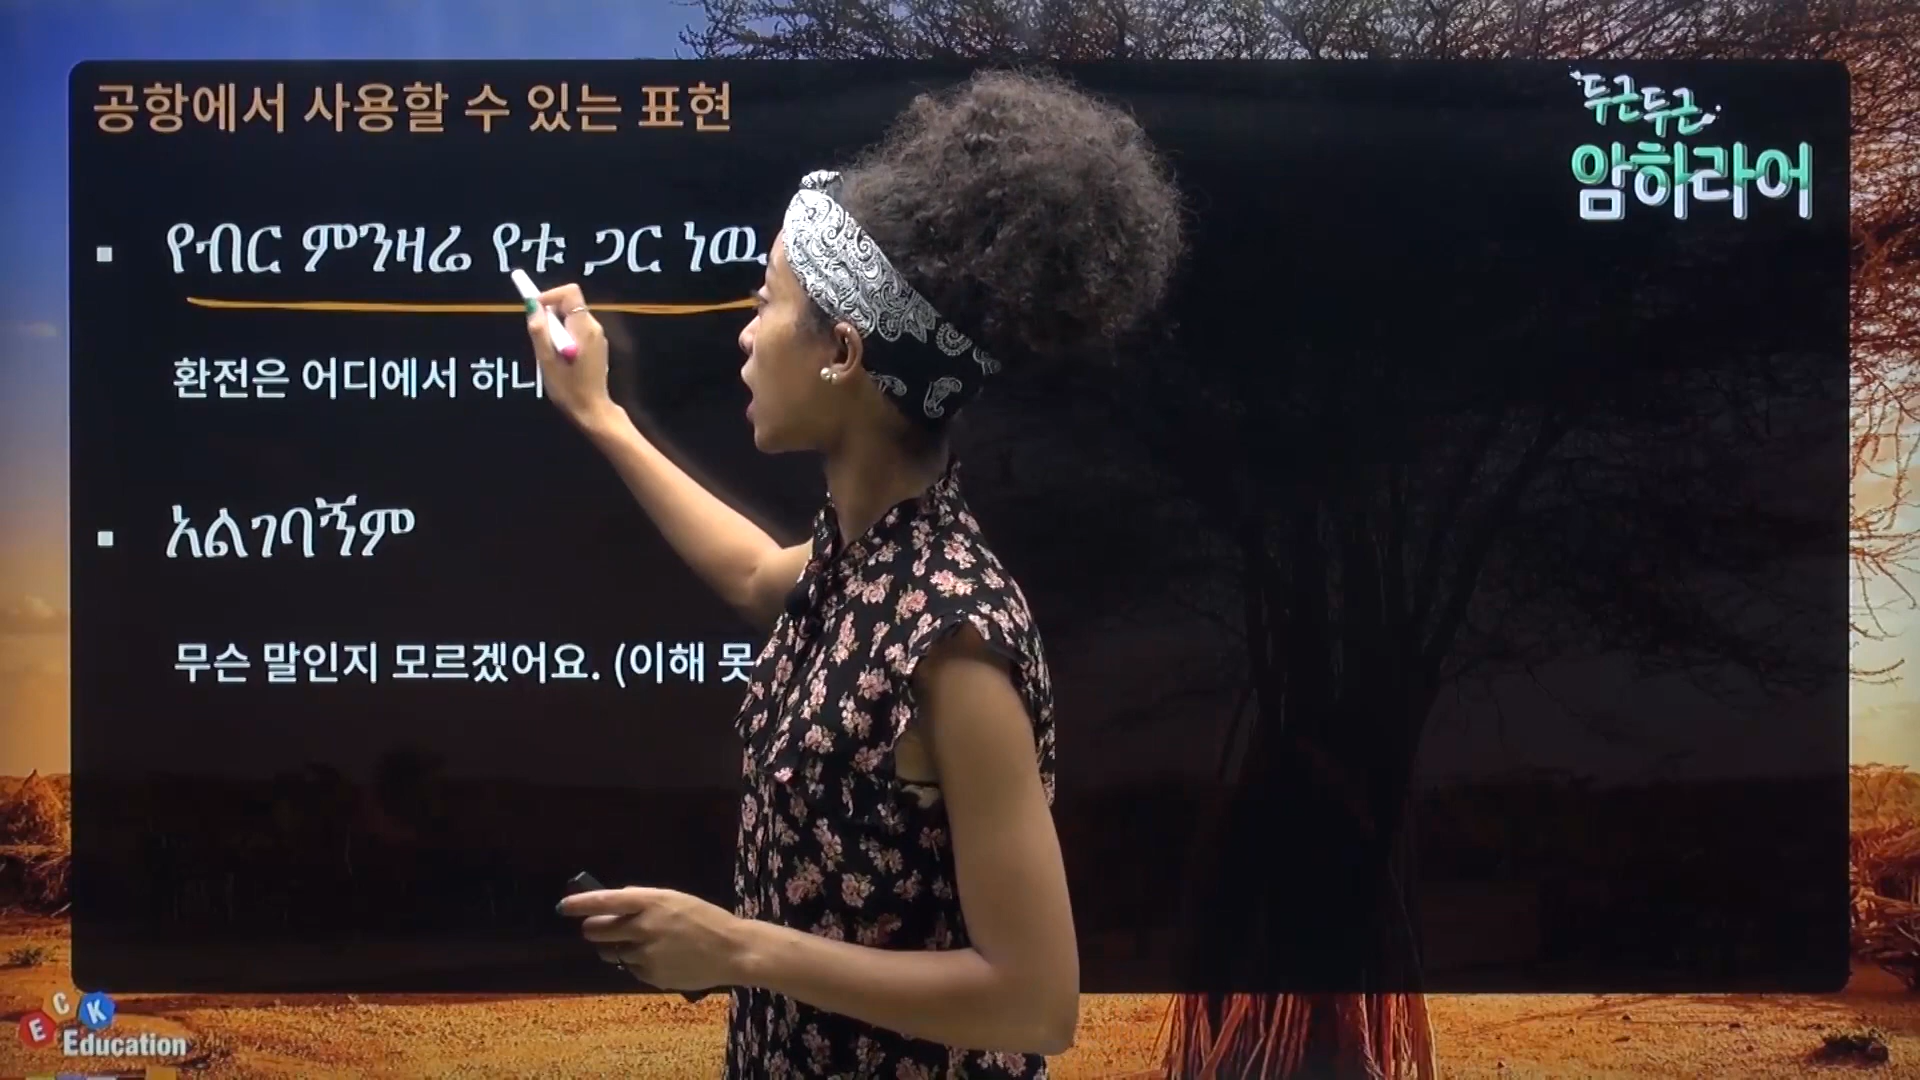 공항에서 사용할 수 있는 표현
두근두근
암하라어
የብር ምንዛሬ የቱ ጋር ነው
환전은 어디에서 하나
አልገባኝም
무슨 말인지 모르겠어요. (이해 못
ECK
Education